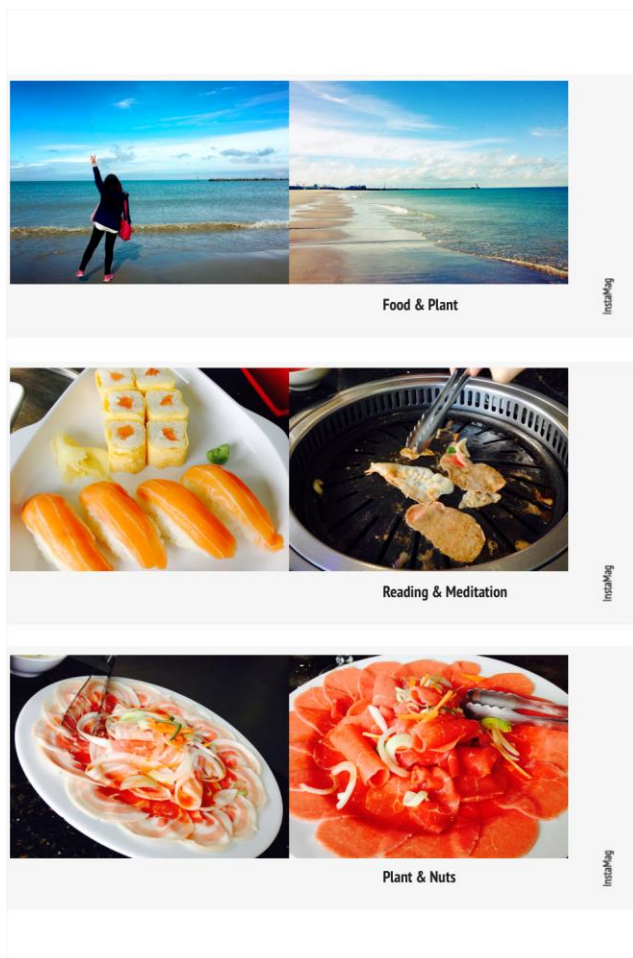 Food & Plant
InstaMag
Reading & Meditation
InstaMag
Plant & Nuts
InstaMag